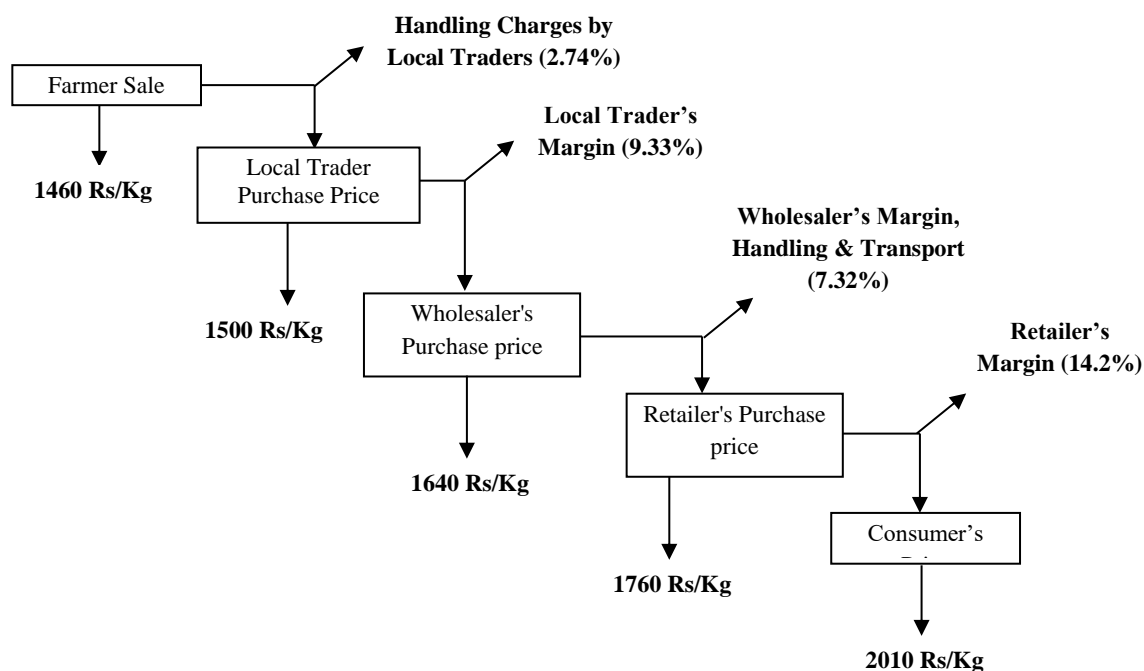 Handling Charges by
Local Traders (2.74%)
Farmer Sale
1460 Rs/Kg
Local Trader’s
Margin (9.33%)
Local Trader
Purchase Price
1500 Rs/Kg
Wholesaler’s Margin,
Handling & Transport
(7.32%)
Wholesaler's
Purchase price
1640 Rs/Kg
Retailer’s
Margin (14.2%)
Retailer's Purchase
price
1760 Rs/Kg
Consumer’s
2010 Rs/Kg